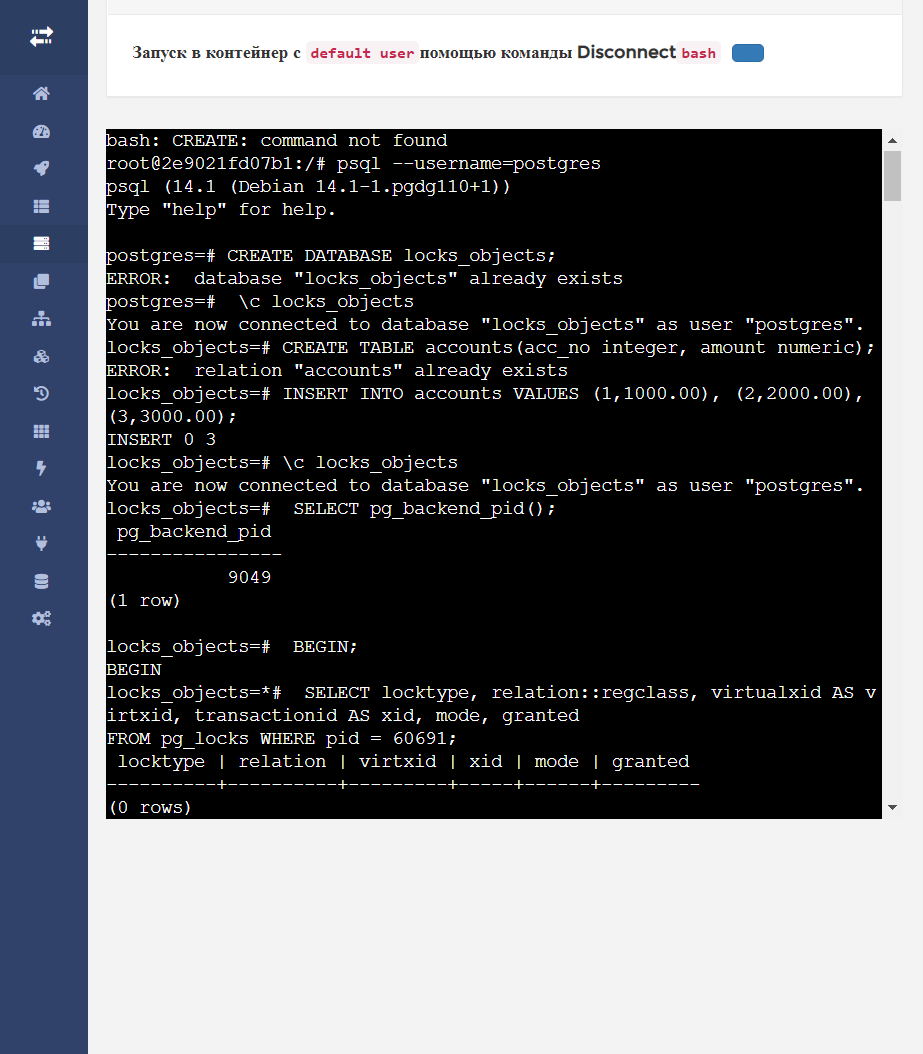 Запуск в контейнер с default user помощью команды Disconnect bash
bash: CREATE: command not found
root@2e9021fd07b1:/# psql --username=postgres
psql (14.1 (Debian 14.1-1.pgdg110+1))
Type "help" for help.
postgres=# CREATE DATABASE locks_objects;
ERROR:  database "locks_objects" already exists
postgres=#  \c locks_objects
You are now connected to database "locks_objects" as user "postgres".
locks_objects=# CREATE TABLE accounts(acc_no integer, amount numeric);
ERROR:  relation "accounts" already exists
locks_objects=# INSERT INTO accounts VALUES (1,1000.00), (2,2000.00),
(3,3000.00);
INSERT 0 3
locks_objects=# \c locks_objects
You are now connected to database "locks_objects" as user "postgres".
locks_objects=#  SELECT pg_backend_pid();
 pg_backend_pid
----------------
           9049
(1 row)
locks_objects=#  BEGIN;
BEGIN
locks_objects=*#  SELECT locktype, relation::regclass, virtualxid AS v
irtxid, transactionid AS xid, mode, granted
FROM pg_locks WHERE pid = 60691;
 locktype | relation | virtxid | xid | mode | granted
----------+----------+---------+-----+------+---------
(0 rows)